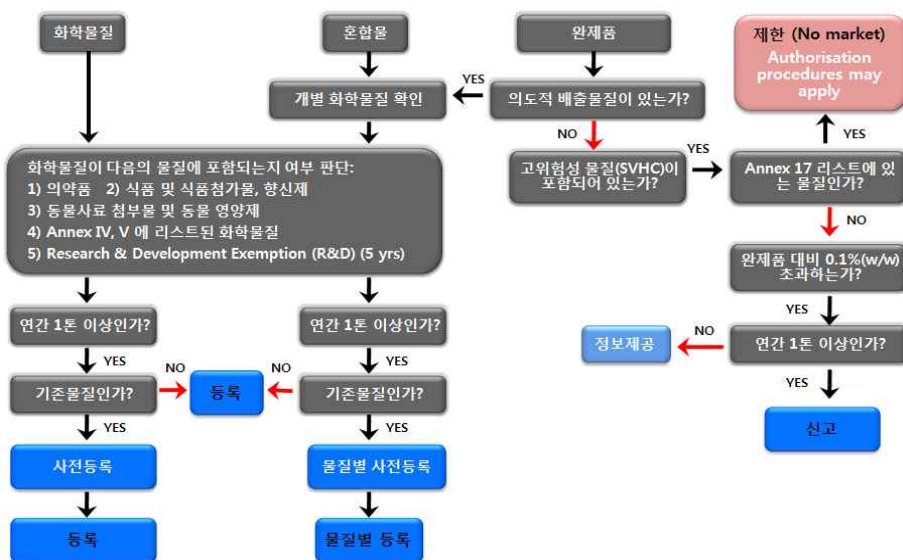 화학물질
혼합물
완제품
제한 (No market)
Authorisation
procedures may
apply
개별 화학물질 확인
YES
의도적 배출물질이 있는가?
YES
NO
화학물질이 다음의 물질에 포함되는지 여부 판단:
1) 의약품 2) 식품 및 식품첨가물, 향신제
3) 동물사료 첨부물 및 동물 영양제
4) Annex IV, V 에 리스트된 화학물질
5) Research & Development Exemption (R&D) (5 yrs)
고위험성 물질(SVHC)이
포함되어 있는가?
YES
Annex 17 리스트에 있
는 물질인가?
NO
완제품 대비 0.1%(w/w)
초과하는가?
YES
연간 1톤 이상인가?
연간 1톤 이상인가?
정보제공
NO
연간 1톤 이상인가?
YES
YES
YES
기존물질인가?
NO
등록
NO
기존물질인가?
신고
YES
YES
사전등록
물질별 사전등록
등록
물질별 등록